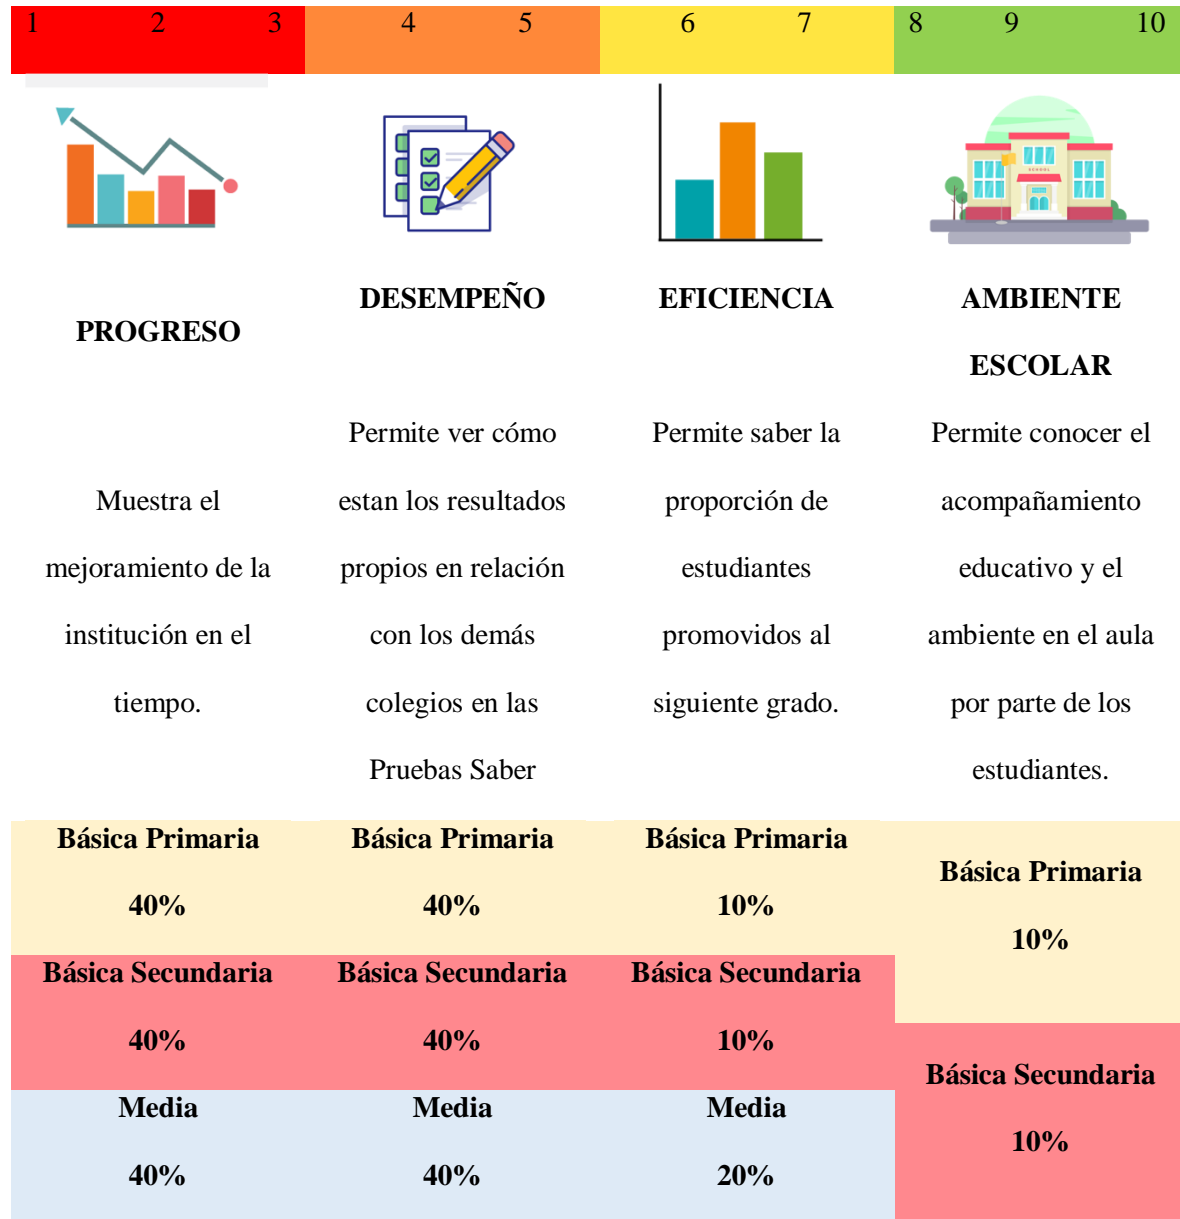 1 2 3 4 5 6 7 8 9 10
SCHOOL
PROGRESO
Muestra el
mejoramiento de la
institución en el
tiempo.
DESEMPEÑO
Permite ver cómo
estan los resultados
propios en relación
con los demás
colegios en las
Pruebas Saber
EFICIENCIA
Permite saber la
proporción de
estudiantes
promovidos al
siguiente grado.
AMBIENTE
ESCOLAR
Permite conocer el
acompañamiento
educativo y el
ambiente en el aula
por parte de los
estudiantes.
Básica Primaria
40%
Básica Primaria
40%
Básica Primaria
10%
Básica Primaria
10%
Básica Secundaria
40%
Básica Secundaria
40%
Básica Secundaria
10%
Básica Secundaria
10%
Media
40%
Media
40%
Media
20%